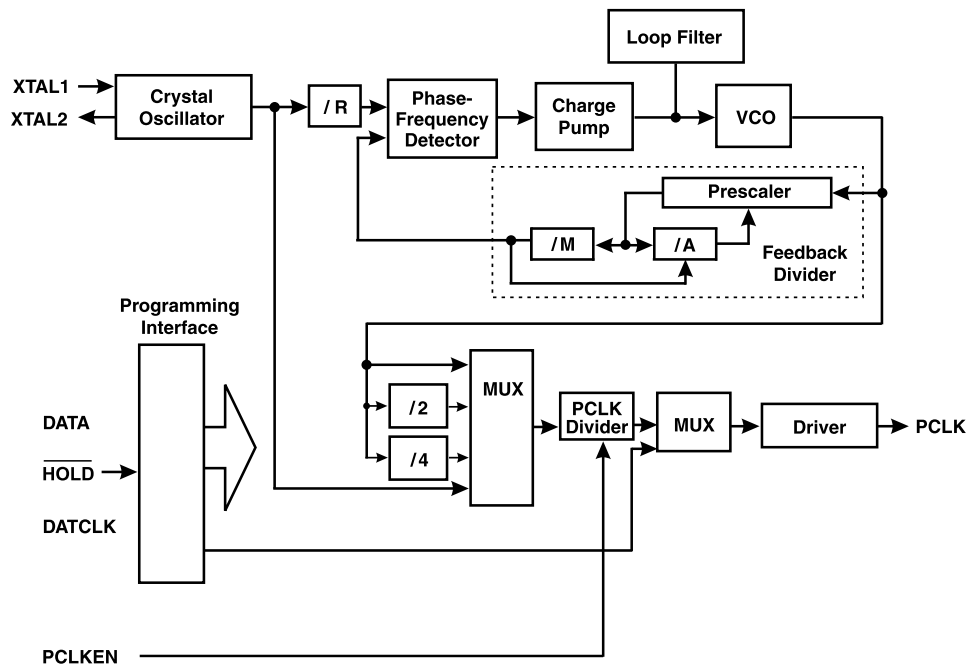 Loop Filter
XTAL1
XTAL2
Crystal
Oscillator
/ R
Phase-
Frequency
Detector
Charge
Pump
VCO
Prescaler
/ M
/ A
Feedback
Divider
Programming
Interface
MUX
/ 2
/ 4
PCLK
Divider
MUX
Driver
PCLK
DATA
HOLD
DATCLK
PCLKEN